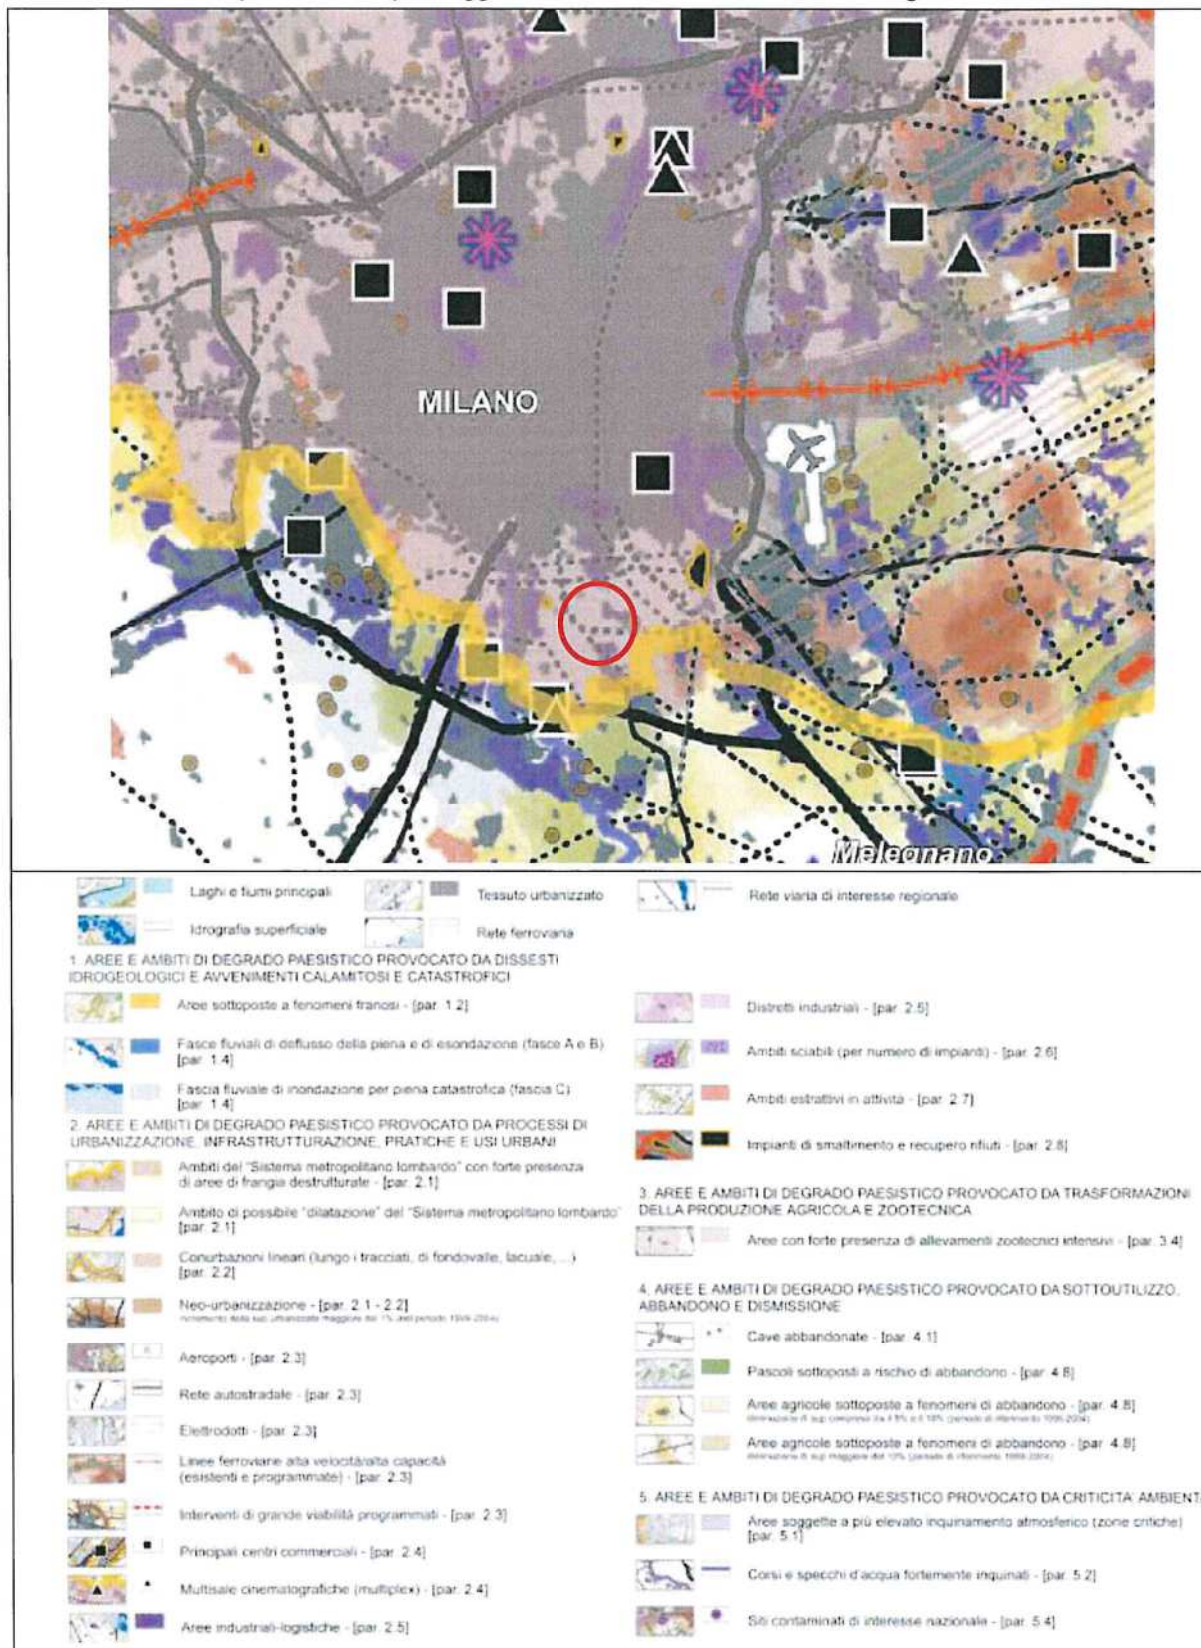 MILANO
Melegnano
Laghi e fiumi principali
Idrografia superficiale
Tessuto urbanizzato
Rete ferroviaria
Rete viaria di interesse regionale
1. AREE E AMBITI DI DEGRADO PAESISTICO PROVOCATO DA DISSESTI
IDROGEOLOGICI E AVVENIMENTI CALAMITOSI E CATASTROFICI
Aree sottoposte a fenomeni franosi - [par. 1.2]
Fasce fluviali di deflusso della piena e di esondazione (fasce A e B)
[par. 1.4]
Fascia fluviale di inondazione per piena catastrofica (fascia C)
[par. 1.4]
2. AREE E AMBITI DI DEGRADO PAESISTICO PROVOCATO DA PROCESSI DI
URBANIZZAZIONE, INFRASTRUTTURAZIONE, PRATICHE E USI URBANI
Ambiti del "Sistema metropolitano lombardo" con forte presenza
di aree di frangia destrutturate - [par. 2.1]
Ambito di possibile "dilatazione" del "Sistema metropolitano lombardo"
[par. 2.1]
Conurbazioni lineari (lungo i tracciati, di fondovalle, lacuale, ...)
[par. 2.2]
Neo-urbanizzazione - [par. 2.1 - 2.2]
Aeroporti - [par. 2.3]
Rete autostradale - [par. 2.3]
Elettrodotti - [par. 2.3]
Linee ferroviarie alta velocità/alta capacità
(esistenti e programmate) - [par. 2.3]
Interventi di grande viabilità programmati - [par. 2.3]
Principali centri commerciali - [par. 2.4]
Multisale cinematografiche (multiplex) - [par. 2.4]
Aree industriali-logistiche - [par. 2.5]
Distretti industriali - [par. 2.5]
Ambiti sciabili (per numero di impianti) - [par. 2.6]
Ambiti estrattivi in attività - [par. 2.7]
Impianti di smaltimento e recupero rifiuti - [par. 2.8]
3. AREE E AMBITI DI DEGRADO PAESISTICO PROVOCATO DA TRASFORMAZIONI
DELLA PRODUZIONE AGRICOLA E ZOOTECNICA
Aree con forte presenza di allevamenti zootecnici intensivi - [par. 3.4]
4. AREE E AMBITI DI DEGRADO PAESISTICO PROVOCATO DA SOTTOUTILIZZO,
ABBANDONO E DISMISSIONE
Cave abbandonate - [par. 4.1]
Pascoli sottoposti a rischio di abbandono - [par. 4.8]
Aree agricole sottoposte a fenomeni di abbandono - [par. 4.8]
Aree agricole sottoposte a fenomeni di abbandono - [par. 4.8]
5. AREE E AMBITI DI DEGRADO PAESISTICO PROVOCATO DA CRITICITA' AMBIENT
Aree soggette a più elevato inquinamento atmosferico (zone critiche)
[par. 5.1]
Corsi e specchi d'acqua fortemente inquinati - [par. 5.2]
Siti contaminati di interesse nazionale - [par. 5.4]